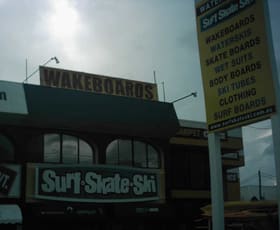 WAKEBOARDS
Surf-Skate-Ski
Surf Skate Ski
WAKEBOARDS
WATERSKIS
SKATE BOARDS
WET SUITS
BODY BOARDS
SKI TUBES
CLOTHING
SURF BOARDS